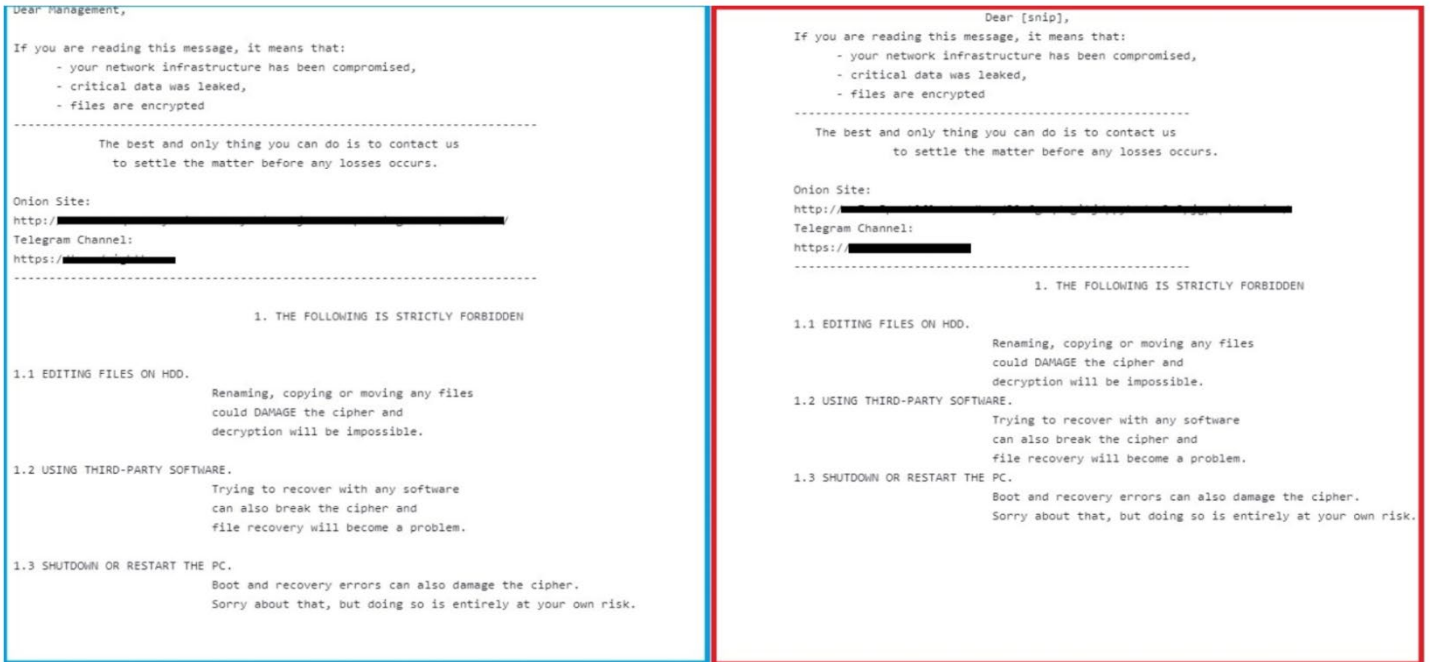 Dear Management,
If you are reading this message, it means that:
- your network infrastructure has been compromised,
- critical data was leaked,
- files are encrypted
--------------------------------------------------------------------------
The best and only thing you can do is to contact us
to settle the matter before any losses occurs.
Onion Site:
http:/
Telegram Channel:
https:/
--------------------------------------------------------------------------
1. THE FOLLOWING IS STRICTLY FORBIDDEN
1.1 EDITING FILES ON HDD.
Renaming, copying or moving any files
could DAMAGE the cipher and
decryption will be impossible.
1.2 USING THIRD-PARTY SOFTWARE.
Trying to recover with any software
can also break the cipher and
file recovery will become a problem.
1.3 SHUTDOWN OR RESTART THE PC.
Boot and recovery errors can also damage the cipher.
Sorry about that, but doing so is entirely at your own risk.
Dear [snip],
If you are reading this message, it means that:
- your network infrastructure has been compromised,
- critical data was leaked,
- files are encrypted
--------------------------------------------------------
The best and only thing you can do is to contact us
to settle the matter before any losses occurs.
Onion Site:
http://
Telegram Channel:
https://
--------------------------------------------------------
1. THE FOLLOWING IS STRICTLY FORBIDDEN
1.1 EDITING FILES ON HDD.
Renaming, copying or moving any files
could DAMAGE the cipher and
decryption will be impossible.
1.2 USING THIRD-PARTY SOFTWARE.
Trying to recover with any software
can also break the cipher and
file recovery will become a problem.
1.3 SHUTDOWN OR RESTART THE PC.
Boot and recovery errors can also damage the cipher.
Sorry about that, but doing so is entirely at your own risk.